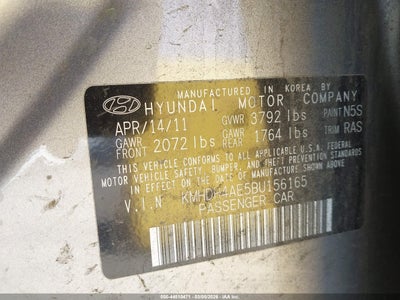 MANUFACTURED IN KOREA BY
HYUNDAI MOTOR COMPANY
APR/14/11 GVWR 3792 lbs PAINT N5S
GAWR FRONT 2072 lbs GAWR REAR 1764 lbs TRIM RAS
THIS VEHICLE CONFORMS TO ALL APPLICABLE
FEDERAL MOTOR VEHICLE SAFETY, BUMPER, AND
THEFT PREVENTION STANDARDS IN EFFECT ON
THE DATE OF MANUFACTURE SHOWN ABOVE.
V.I.N KMHDH4AE5BU156165
PASSENGER CAR